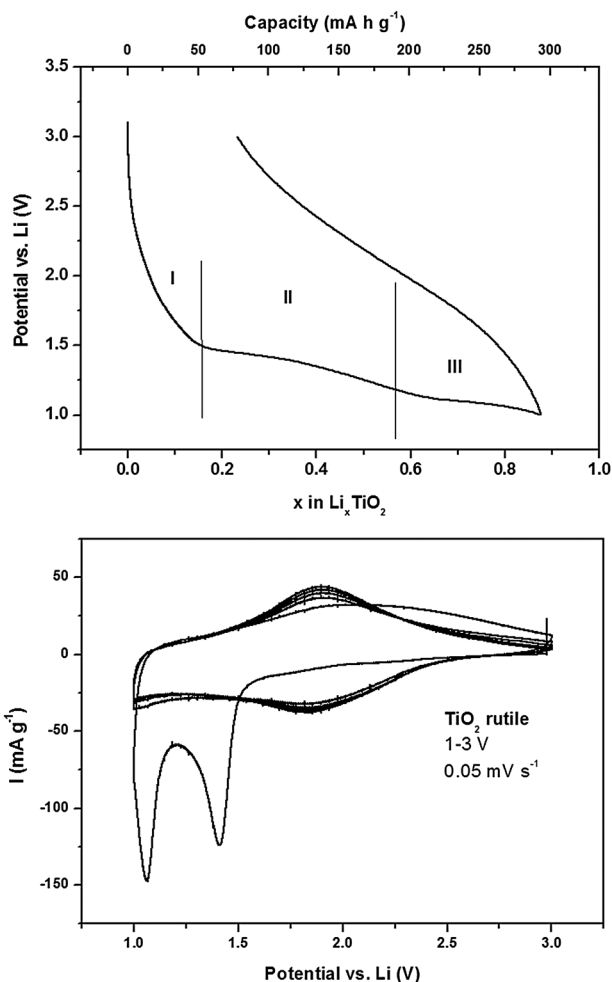 Capacity (mA h g⁻¹)
0 50 100 150 200 250 300
3.5
3.0
2.5
2.0
1.5
1.0
Potential vs. Li (V)
I
II
III
0.0 0.2 0.4 0.6 0.8 1.0
x in LiₓTiO₂
50
0
-50
-100
-150
I (mA g⁻¹)
TiO₂ rutile
1-3 V
0.05 mV s⁻¹
1.0 1.5 2.0 2.5 3.0
Potential vs. Li (V)